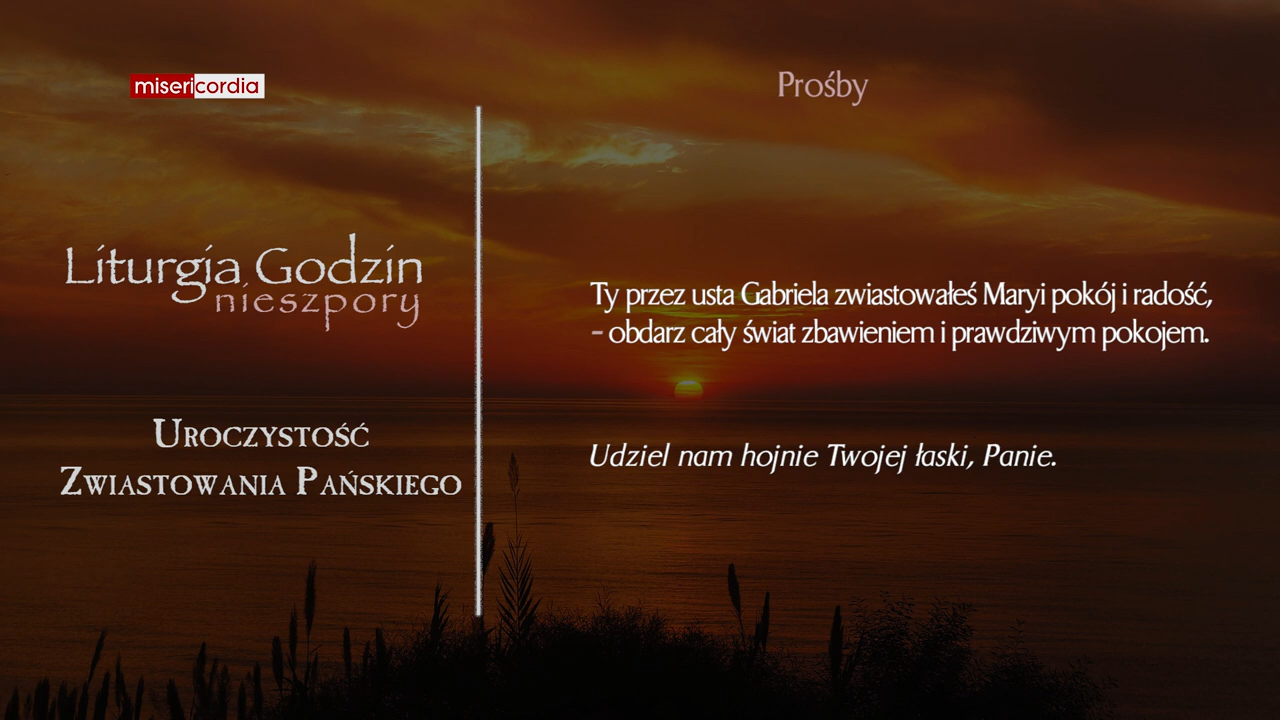 misericordia
Liturgia Godzin
nieszpory
Uroczystość
Zwiastowania Pańskiego
Prośby
Ty przez usta Gabriela zwiastowałeś Maryi pokój i radość,
- obdarz cały świat zbawieniem i prawdziwym pokojem.
Udziel nam hojnie Twojej łaski, Panie.